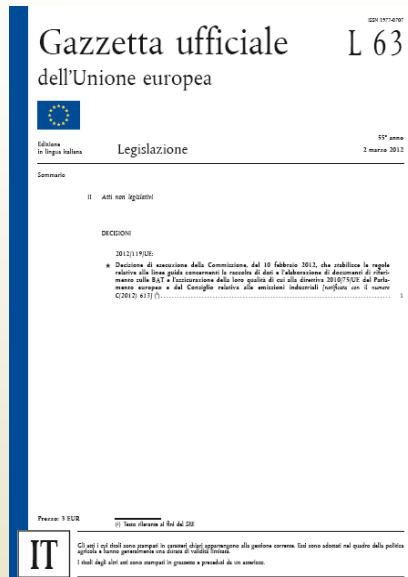 ISSN 1977-0707
Gazzetta ufficiale
L 63
dell'Unione europea
Edizione
in lingua italiana
Legislazione
55° anno
2 marzo 2012
Sommario
II Atti non legislativi
DECISIONI
2012/119/UE:
★ Decisione di esecuzione della Commissione, del 10 febbraio 2012, che stabilisce le regole
relative alle linee guida concernenti la raccolta di dati e l'elaborazione di documenti di riferi-
mento sulle BAT e l'assicurazione della loro qualità di cui alla direttiva 2010/75/UE del Parla-
mento europeo e del Consiglio relativa alle emissioni industriali [notificata con il numero
C(2012) 613] (¹) 1
Prezzo: 3 EUR
(¹) Testo rilevante ai fini del SEE
IT
Gli atti i cui titoli sono stampati in caratteri chiari appartengono alla gestione corrente. Essi sono adottati nel quadro della politica
agricola e hanno generalmente una durata di validità limitata.
I titoli degli altri atti sono stampati in grassetto e preceduti da un asterisco.